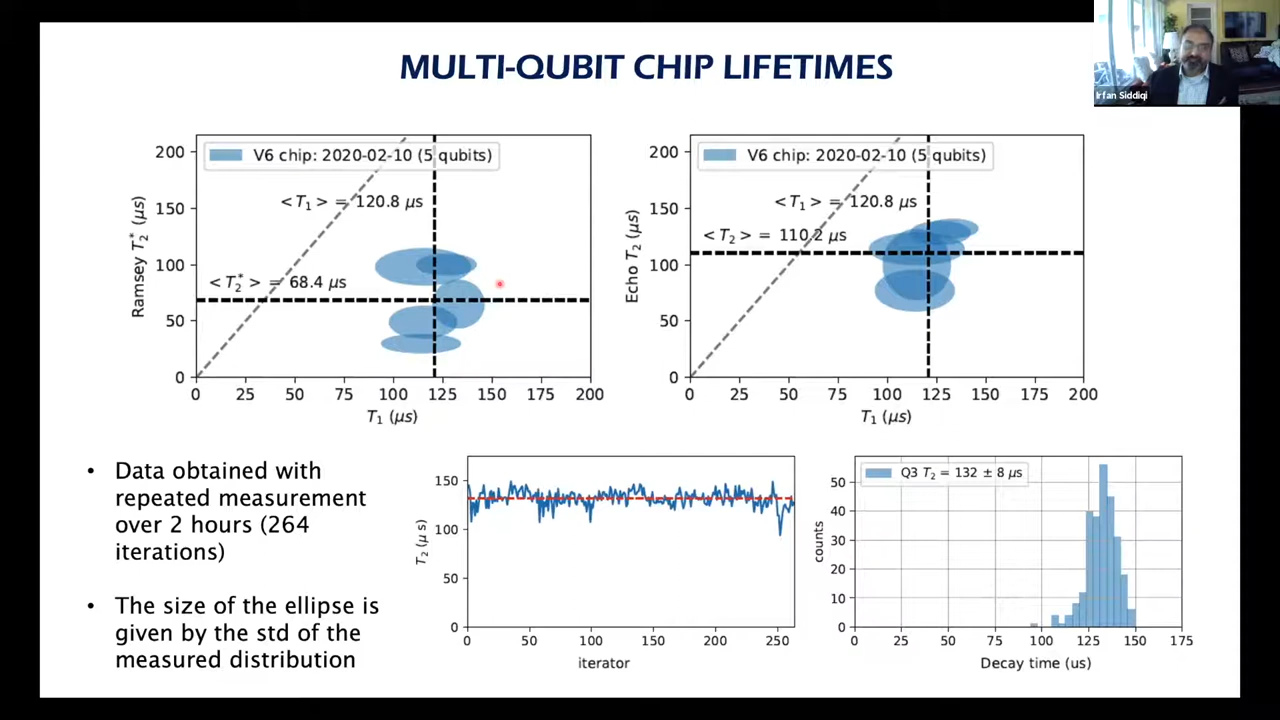 MULTI-QUBIT CHIP LIFETIMES
Irfan Siddiqi
V6 chip: 2020-02-10 (5 qubits)
<T₁> = 120.8 μs
<T₂*> = 68.4 μs
Ramsey T₂* (μs)
200
150
100
50
0
0 25 50 75 100 125 150 175 200
T₁ (μs)
V6 chip: 2020-02-10 (5 qubits)
<T₁> = 120.8 μs
<T₂> = 110.2 μs
Echo T₂ (μs)
200
150
100
50
0
0 25 50 75 100 125 150 175 200
T₁ (μs)
• Data obtained with
repeated measurement
over 2 hours (264
iterations)
• The size of the ellipse is
given by the std of the
measured distribution
T₂ (μ s)
150
100
50
0
0 50 100 150 200 250
iterator
Q3 T₂ = 132 ± 8 μs
counts
50
40
30
20
10
0
0 25 50 75 100 125 150 175
Decay time (us)